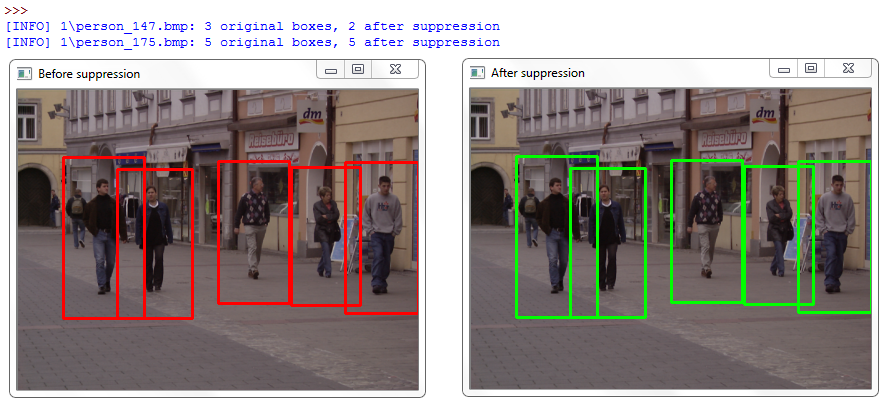 >>>
[INFO] 1\person_147.bmp: 3 original boxes, 2 after suppression
[INFO] 1\person_175.bmp: 5 original boxes, 5 after suppression
Before suppression
After suppression
dm
Reisebüro
dm
Reisebüro